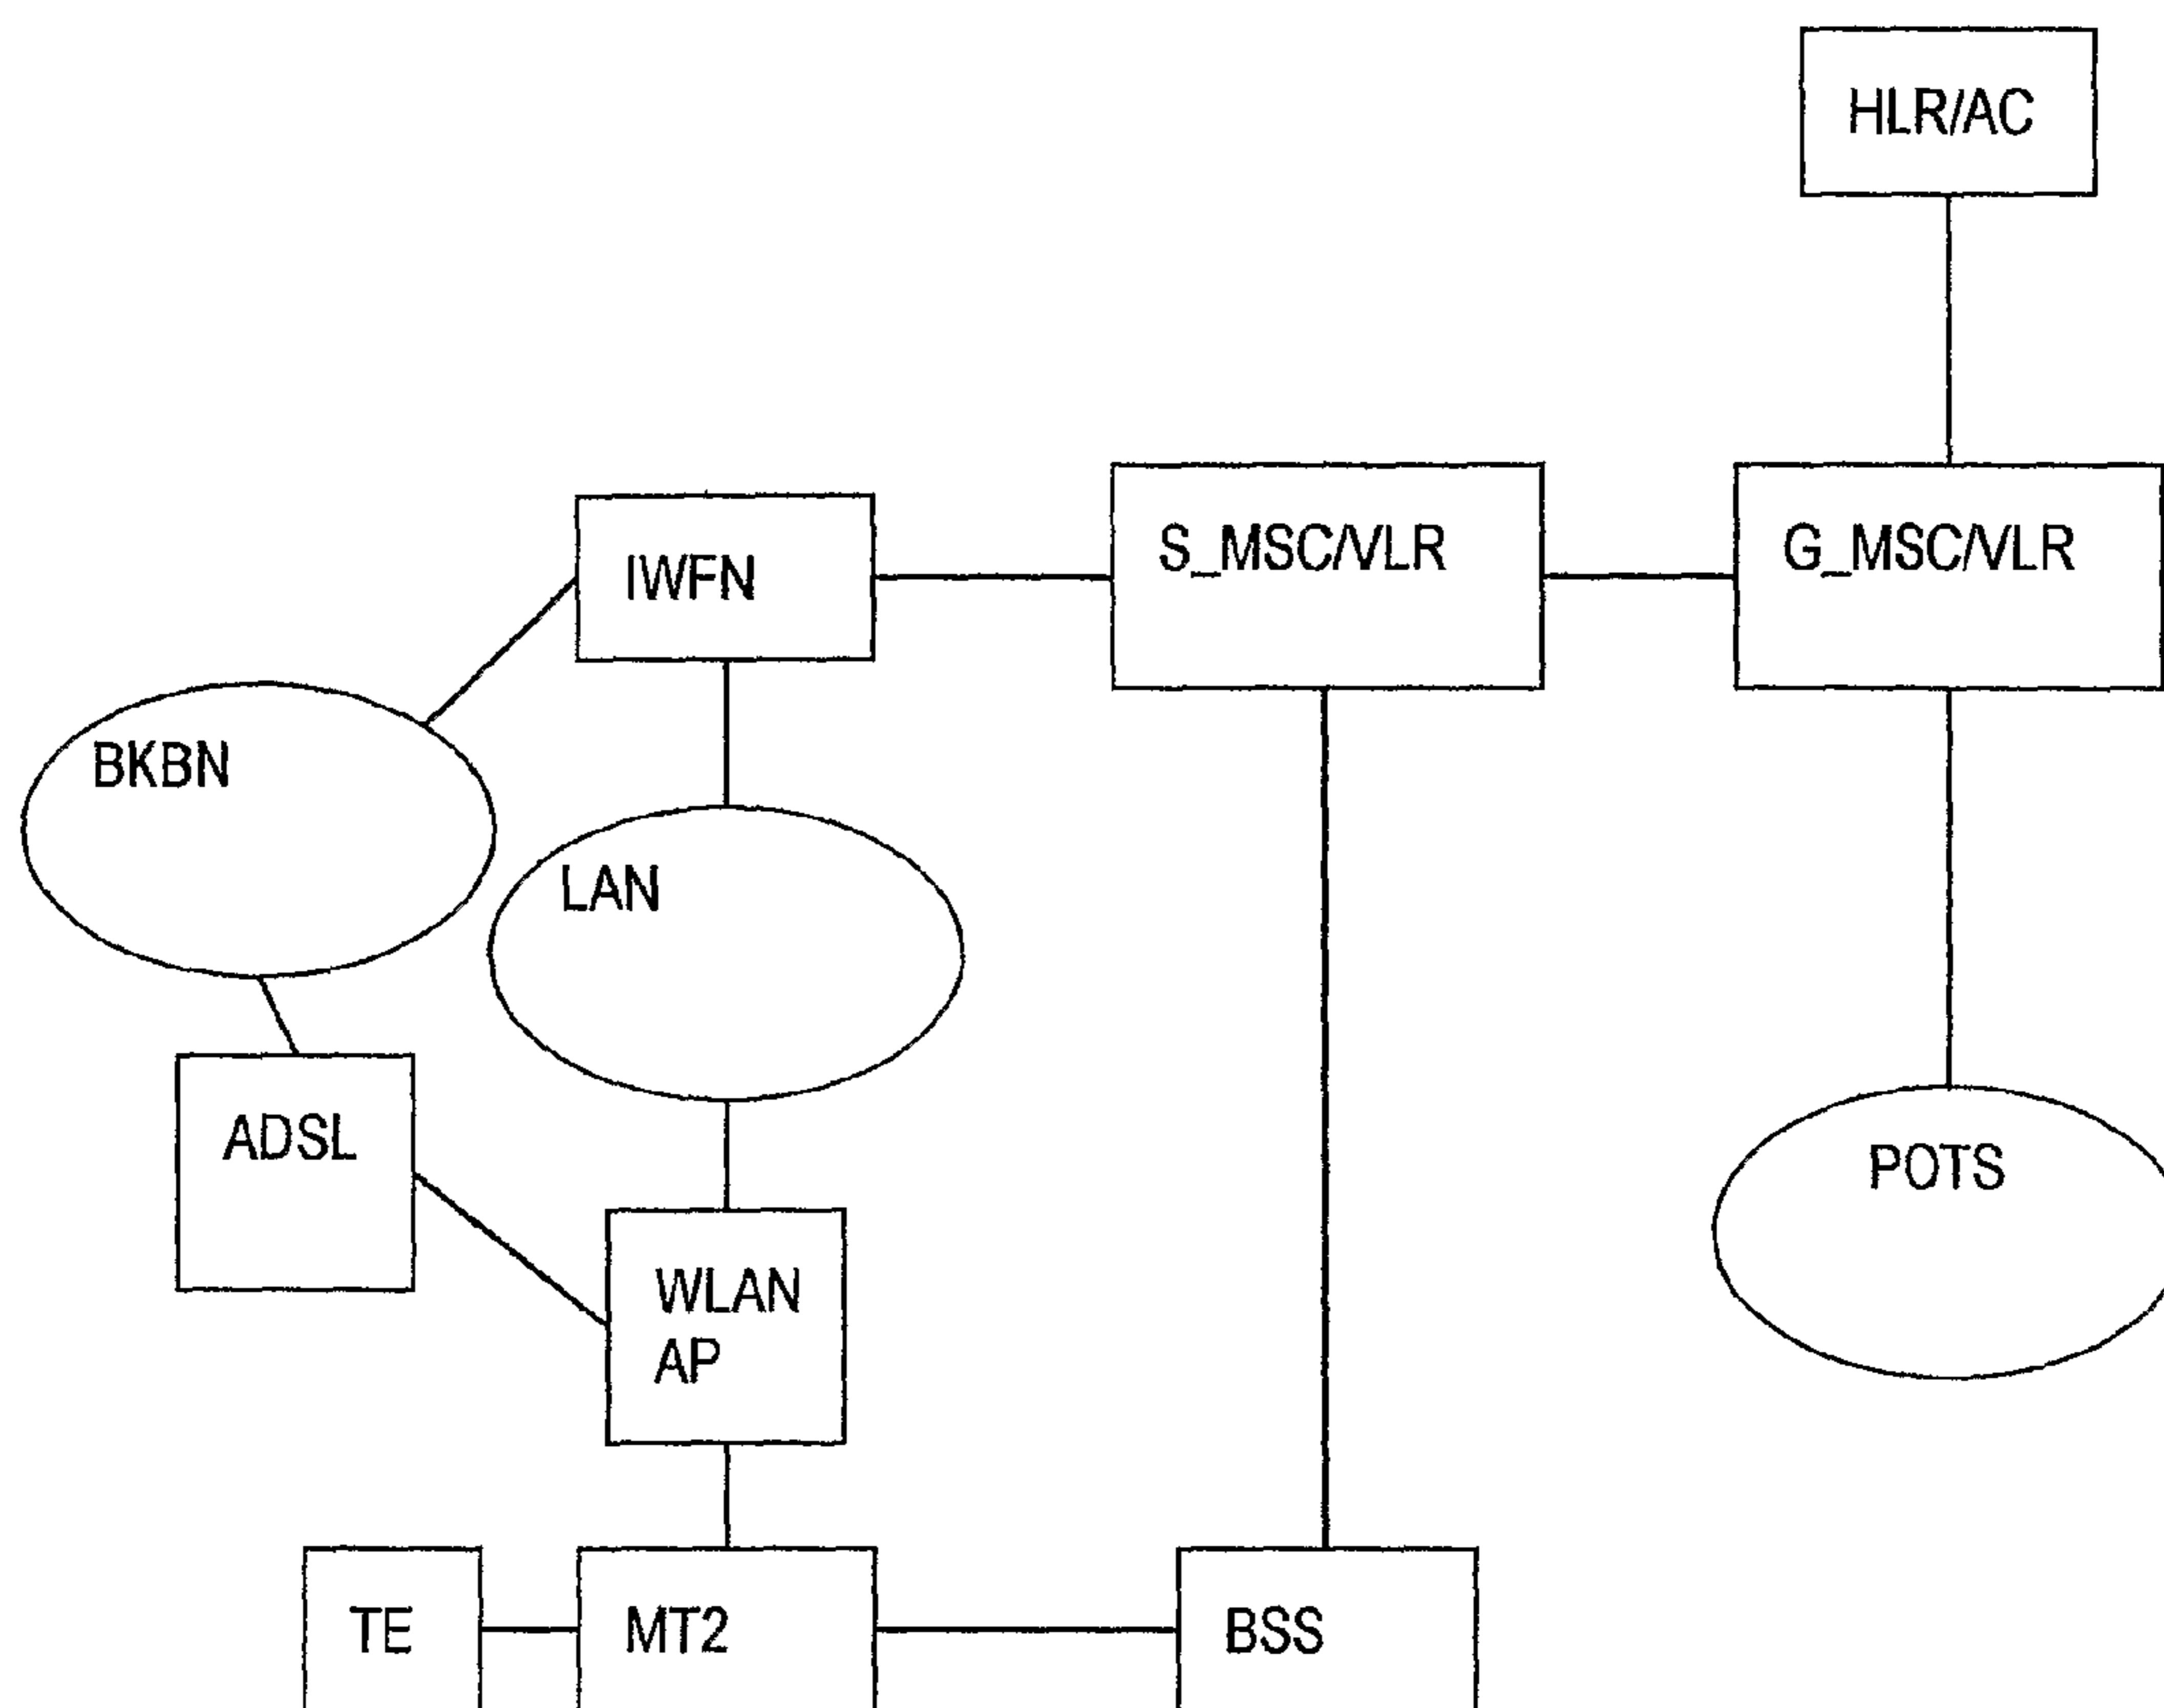 HLR/AC
IWFN
S_MSC/VLR
G_MSC/VLR
BKBN
LAN
ADSL
POTS
WLAN
AP
TE
MT2
BSS